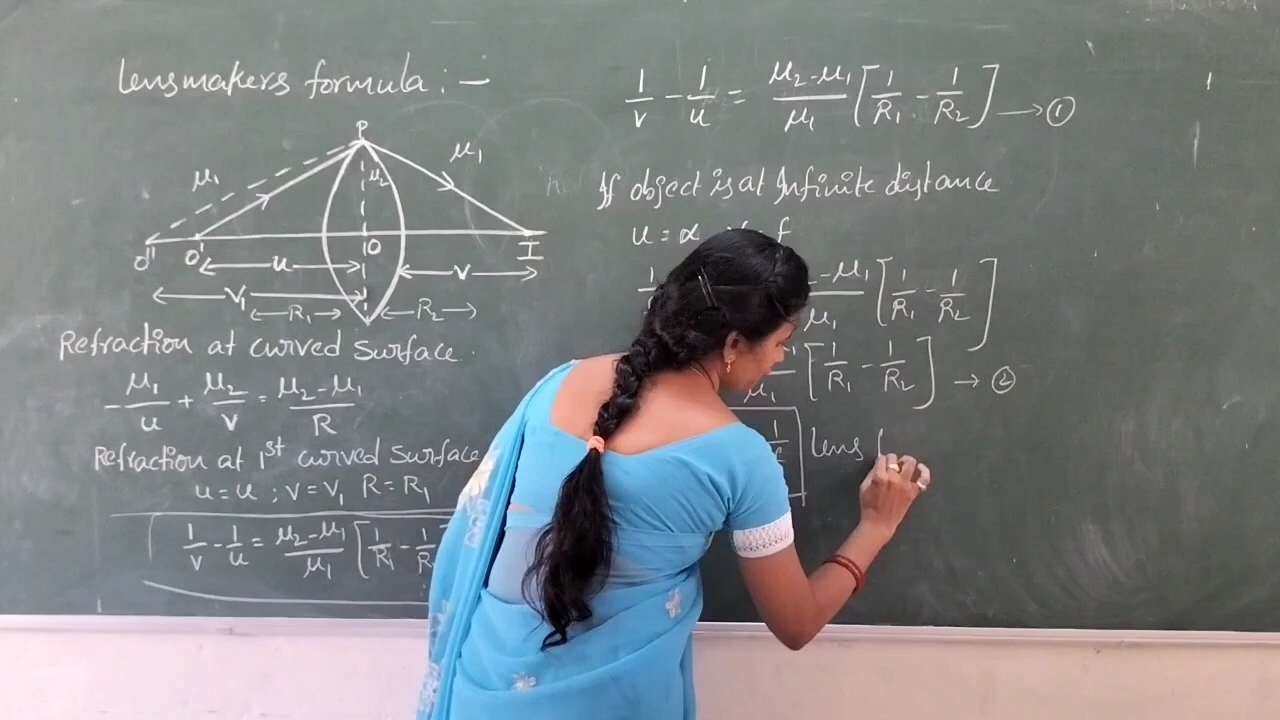 lensmakers formula : –
P
μ₁ μ₂ μ₁
O'' O' O I
u v
V₁
R₁ R₂
Refraction at curved surface.
-μ₁/u + μ₂/v = μ₂-μ₁/R
Refraction at 1st curved surface
u = u ; v = v₁ R = R₁
1/v - 1/u = μ₂-μ₁/μ₁ [1/R₁ - 1/R
1/v - 1/u = μ₂-μ₁/μ₁ [1/R₁ - 1/R₂] → ①
If object is at Infinite distance
u = α f
1/ -μ₁/μ₁ [1/R₁ - 1/R₂]
μ₁ [1/R₁ - 1/R₂] → ②
lens